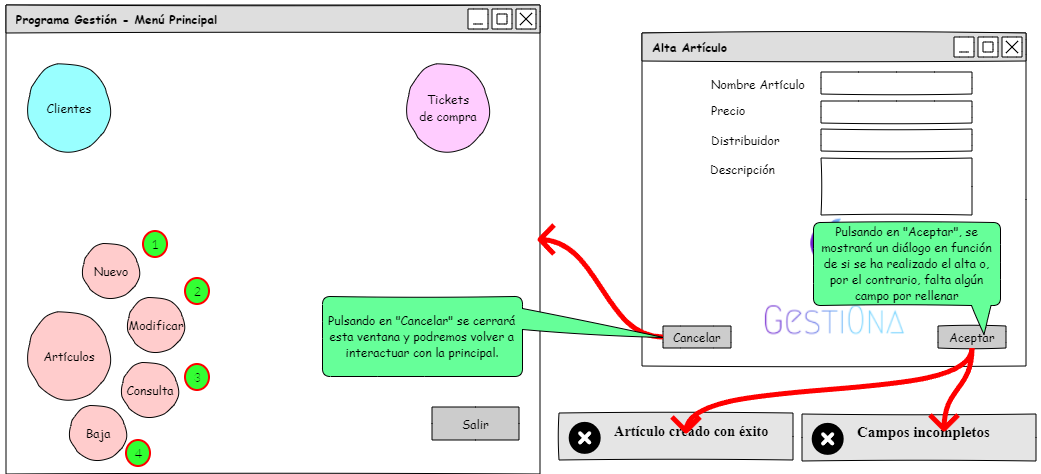 Programa Gestión - Menú Principal
Clientes
Tickets
de compra
Nuevo
1
Modificar
2
Artículos
Consulta
3
Baja
4
Salir
Pulsando en "Cancelar" se cerrará
esta ventana y podremos volver a
interactuar con la principal.
Alta Artículo
Nombre Artículo
Precio
Distribuidor
Descripción
Pulsando en "Aceptar", se
mostrará un diálogo en función
de si se ha realizado el alta o,
por el contrario, falta algún
campo por rellenar
GestiOna
Cancelar
Aceptar
Artículo creado con éxito
Campos incompletos